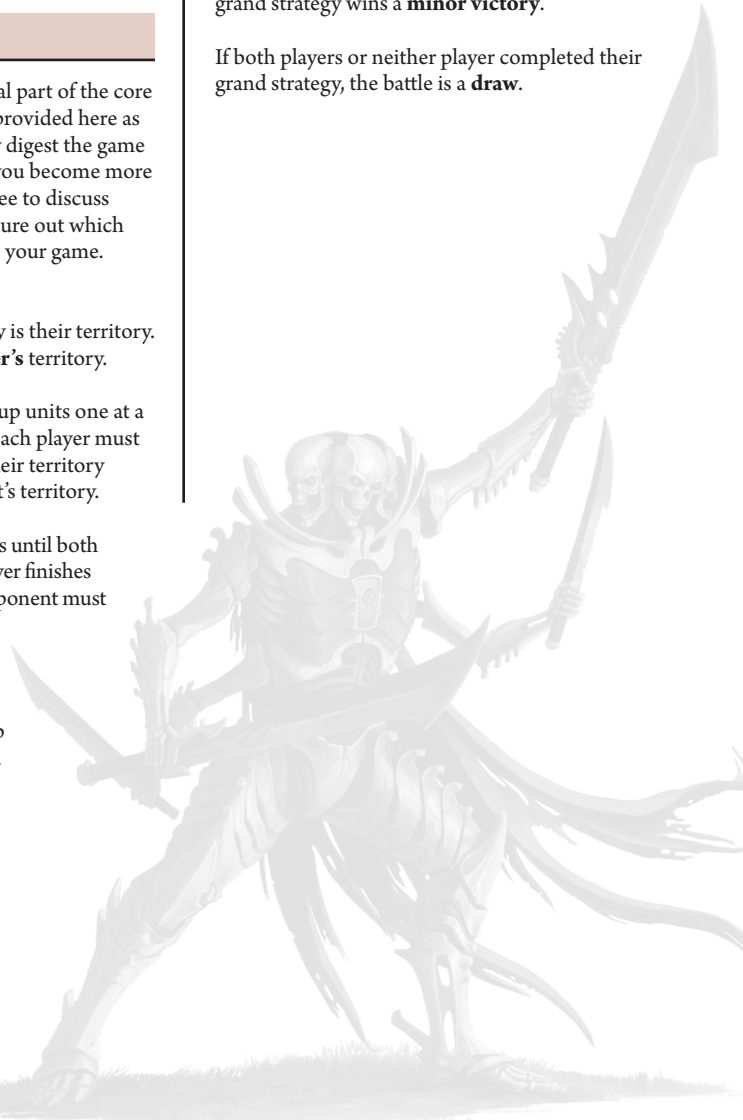 al part of the core
provided here as
digest the game
you become more
ee to discuss
ure out which
your game.
y is their territory.
er’s territory.
up units one at a
ach player must
eir territory
t’s territory.
s until both
yer finishes
ponent must
grand strategy wins a minor victory.
If both players or neither player completed their
grand strategy, the battle is a draw.